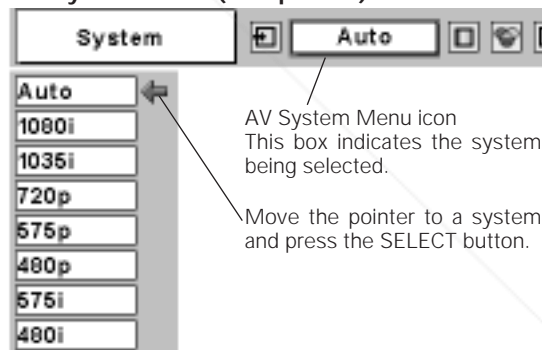 System
Auto
Auto
1080i
1035i
720p
575p
480p
575i
480i
AV System Menu icon
This box indicates the system
being selected.
Move the pointer to a system
and press the SELECT button.